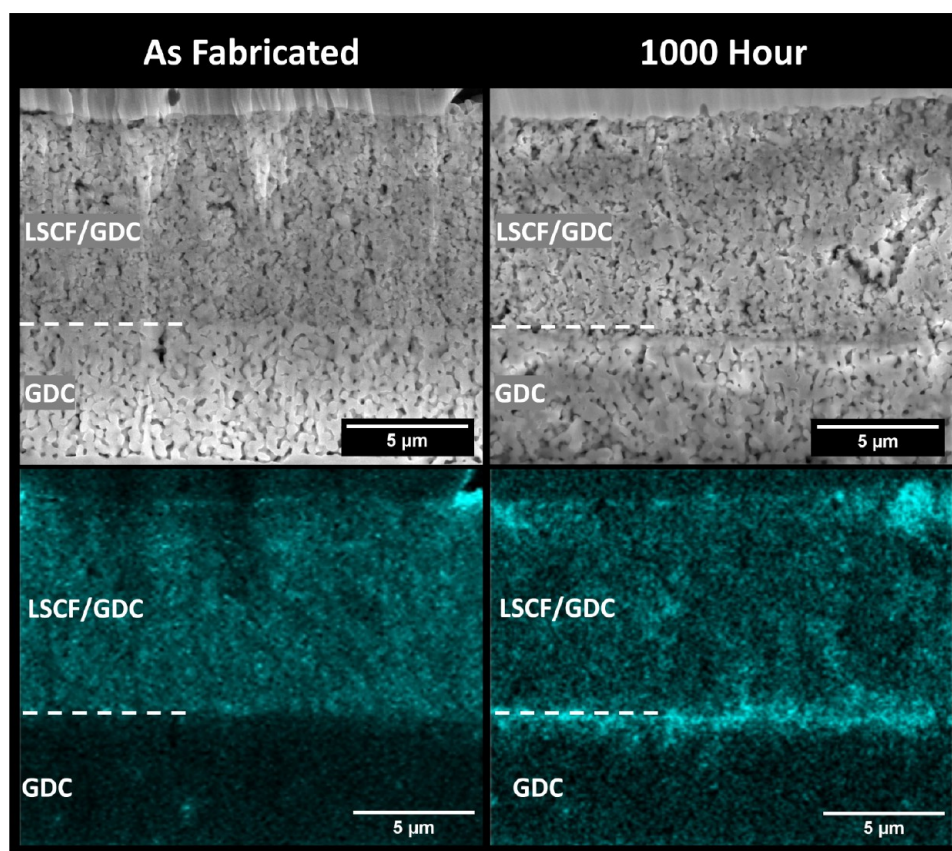 As Fabricated
1000 Hour
LSCF/GDC
GDC
5 µm
LSCF/GDC
GDC
5 µm
LSCF/GDC
GDC
5 µm
LSCF/GDC
GDC
5 µm